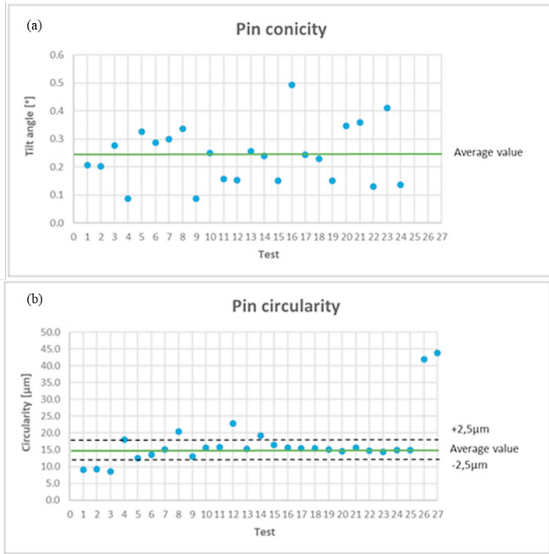 (a)
Pin conicity
0.6
0.5
0.4
0.3
0.2
0.1
0.0
Tilt angle [°]
Average value
0 1 2 3 4 5 6 7 8 9 10 11 12 13 14 15 16 17 18 19 20 21 22 23 24 25 26 27
Test
(b)
Pin circularity
50.0
45.0
40.0
35.0
30.0
25.0
20.0
15.0
10.0
5.0
0.0
Circularity [µm]
+2,5µm
Average value
-2,5µm
0 1 2 3 4 5 6 7 8 9 10 11 12 13 14 15 16 17 18 19 20 21 22 23 24 25 26 27
Test